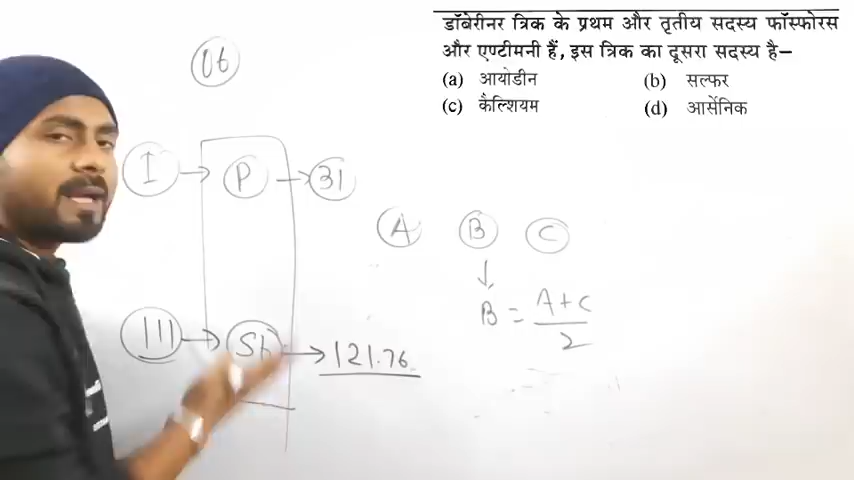 डॉबेरीनर त्रिक के प्रथम और तृतीय सदस्य फॉस्फोरस
और एण्टीमनी हैं, इस त्रिक का दूसरा सदस्य है–
(a) आयोडीन (b) सल्फर
(c) कैल्शियम (d) आर्सेनिक
06
I → P → 31
A B C
↓
B = A+C / 2
III → Sb → 121.76